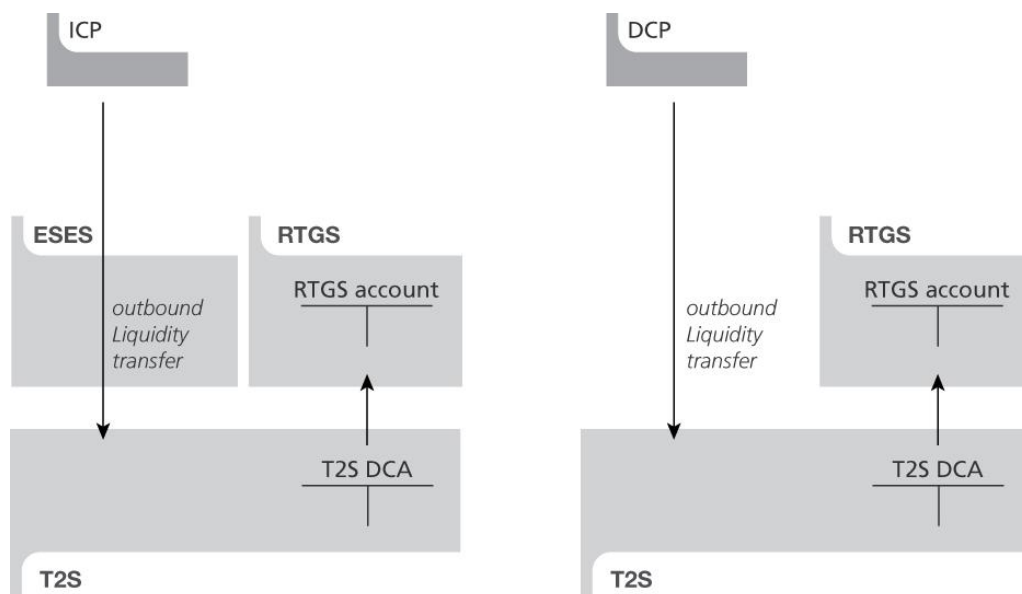 ICP
ESES
RTGS
RTGS account
outbound
Liquidity
transfer
T2S DCA
T2S
DCP
RTGS
RTGS account
outbound
Liquidity
transfer
T2S DCA
T2S